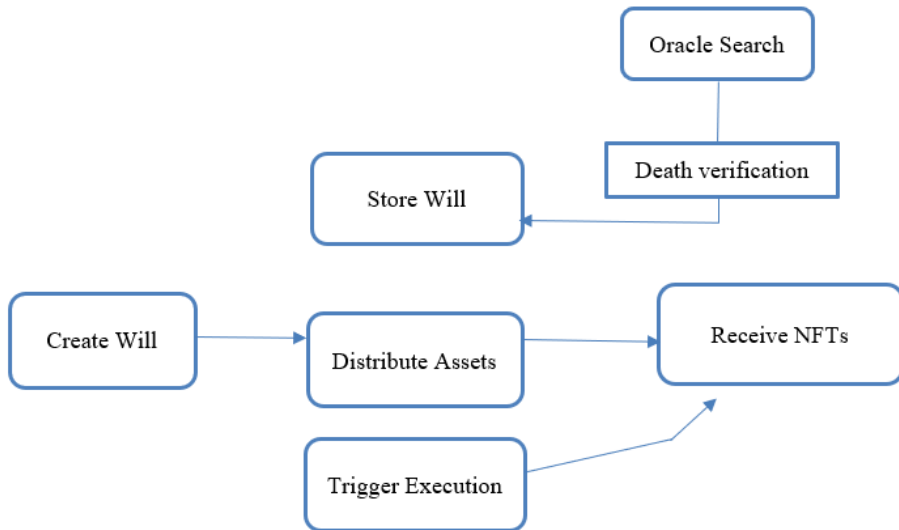 Oracle Search
Death verification
Store Will
Create Will
Distribute Assets
Receive NFTs
Trigger Execution